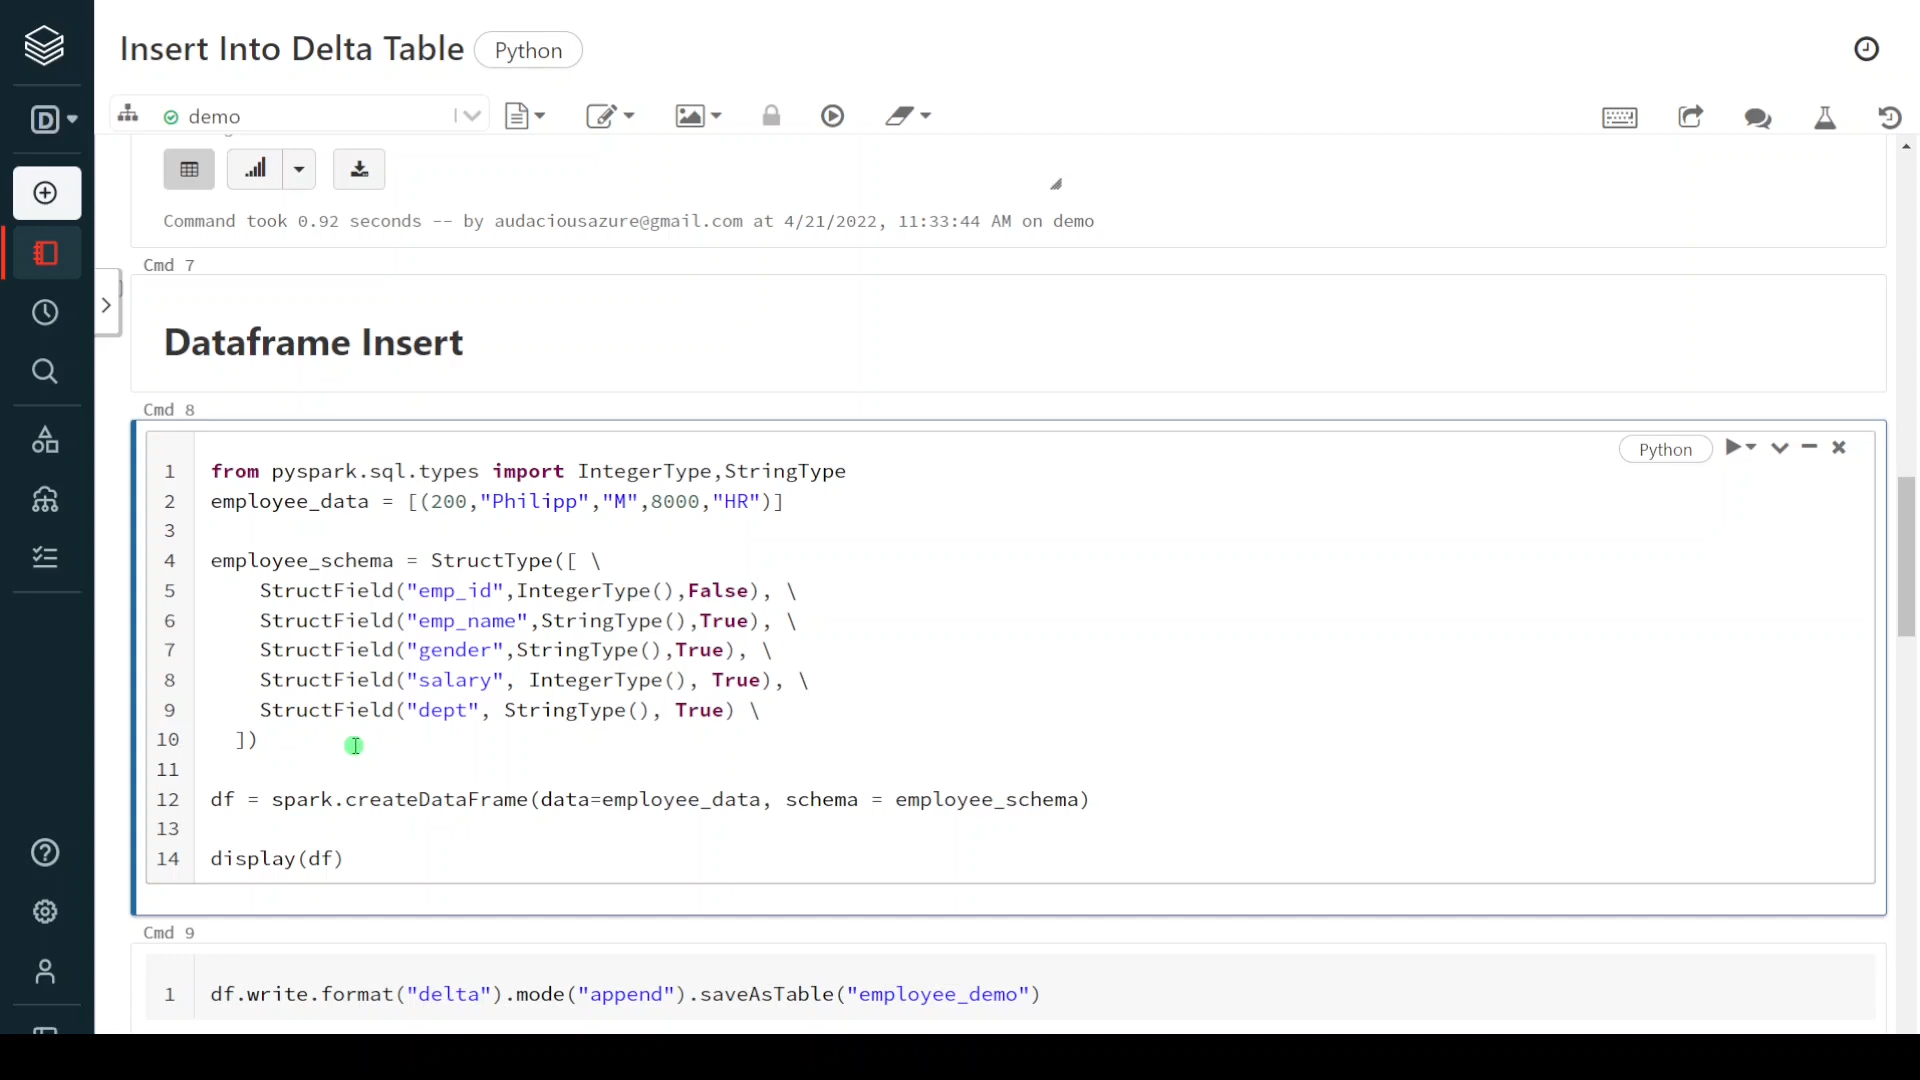 Insert Into Delta Table Python
D
demo
Command took 0.92 seconds -- by audaciousazure@gmail.com at 4/21/2022, 11:33:44 AM on demo
Cmd 7
Dataframe Insert
Cmd 8
Python
1 from pyspark.sql.types import IntegerType,StringType
2 employee_data = [(200,"Philipp","M",8000,"HR")]
3
4 employee_schema = StructType([ \
5 StructField("emp_id",IntegerType(),False), \
6 StructField("emp_name",StringType(),True), \
7 StructField("gender",StringType(),True), \
8 StructField("salary", IntegerType(), True), \
9 StructField("dept", StringType(), True) \
10 ])
11
12 df = spark.createDataFrame(data=employee_data, schema = employee_schema)
13
14 display(df)
Cmd 9
1 df.write.format("delta").mode("append").saveAsTable("employee_demo")